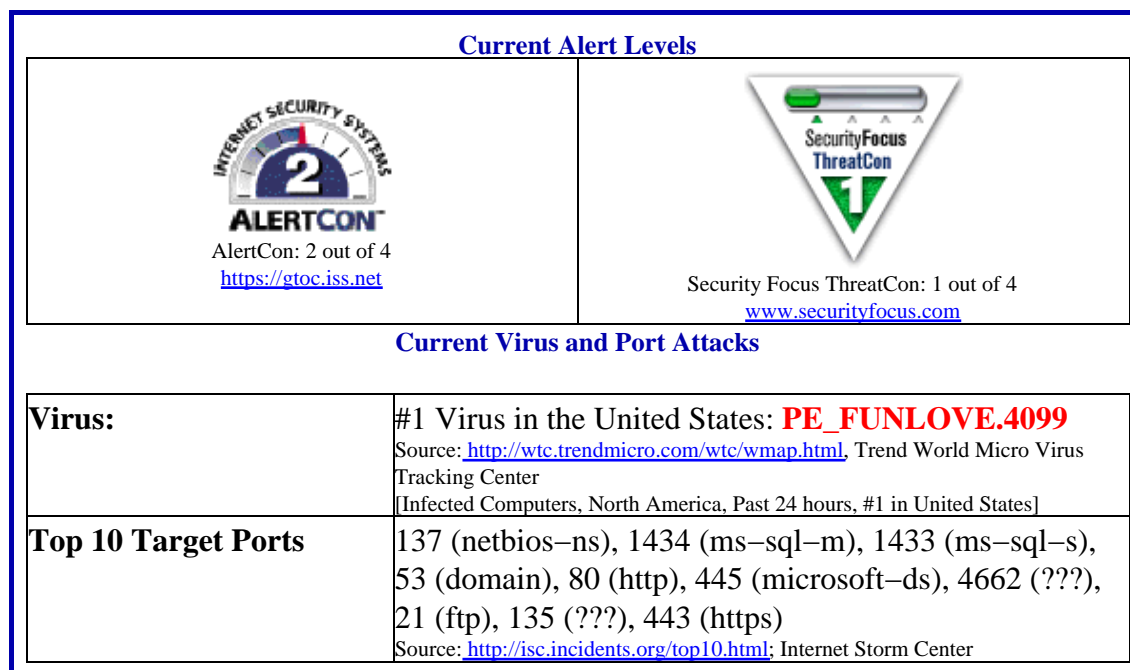 Current Alert Levels
INTERNET SECURITY SYSTEMS
2
ALERTCON™
AlertCon: 2 out of 4
https://gtoc.iss.net
SecurityFocus
ThreatCon
1
Security Focus ThreatCon: 1 out of 4
www.securityfocus.com
Current Virus and Port Attacks
Virus:
#1 Virus in the United States: PE_FUNLOVE.4099
Source: http://wtc.trendmicro.com/wtc/wmap.html, Trend World Micro Virus
Tracking Center
[Infected Computers, North America, Past 24 hours, #1 in United States]
Top 10 Target Ports
137 (netbios−ns), 1434 (ms−sql−m), 1433 (ms−sql−s),
53 (domain), 80 (http), 445 (microsoft−ds), 4662 (???),
21 (ftp), 135 (???), 443 (https)
Source: http://isc.incidents.org/top10.html; Internet Storm Center